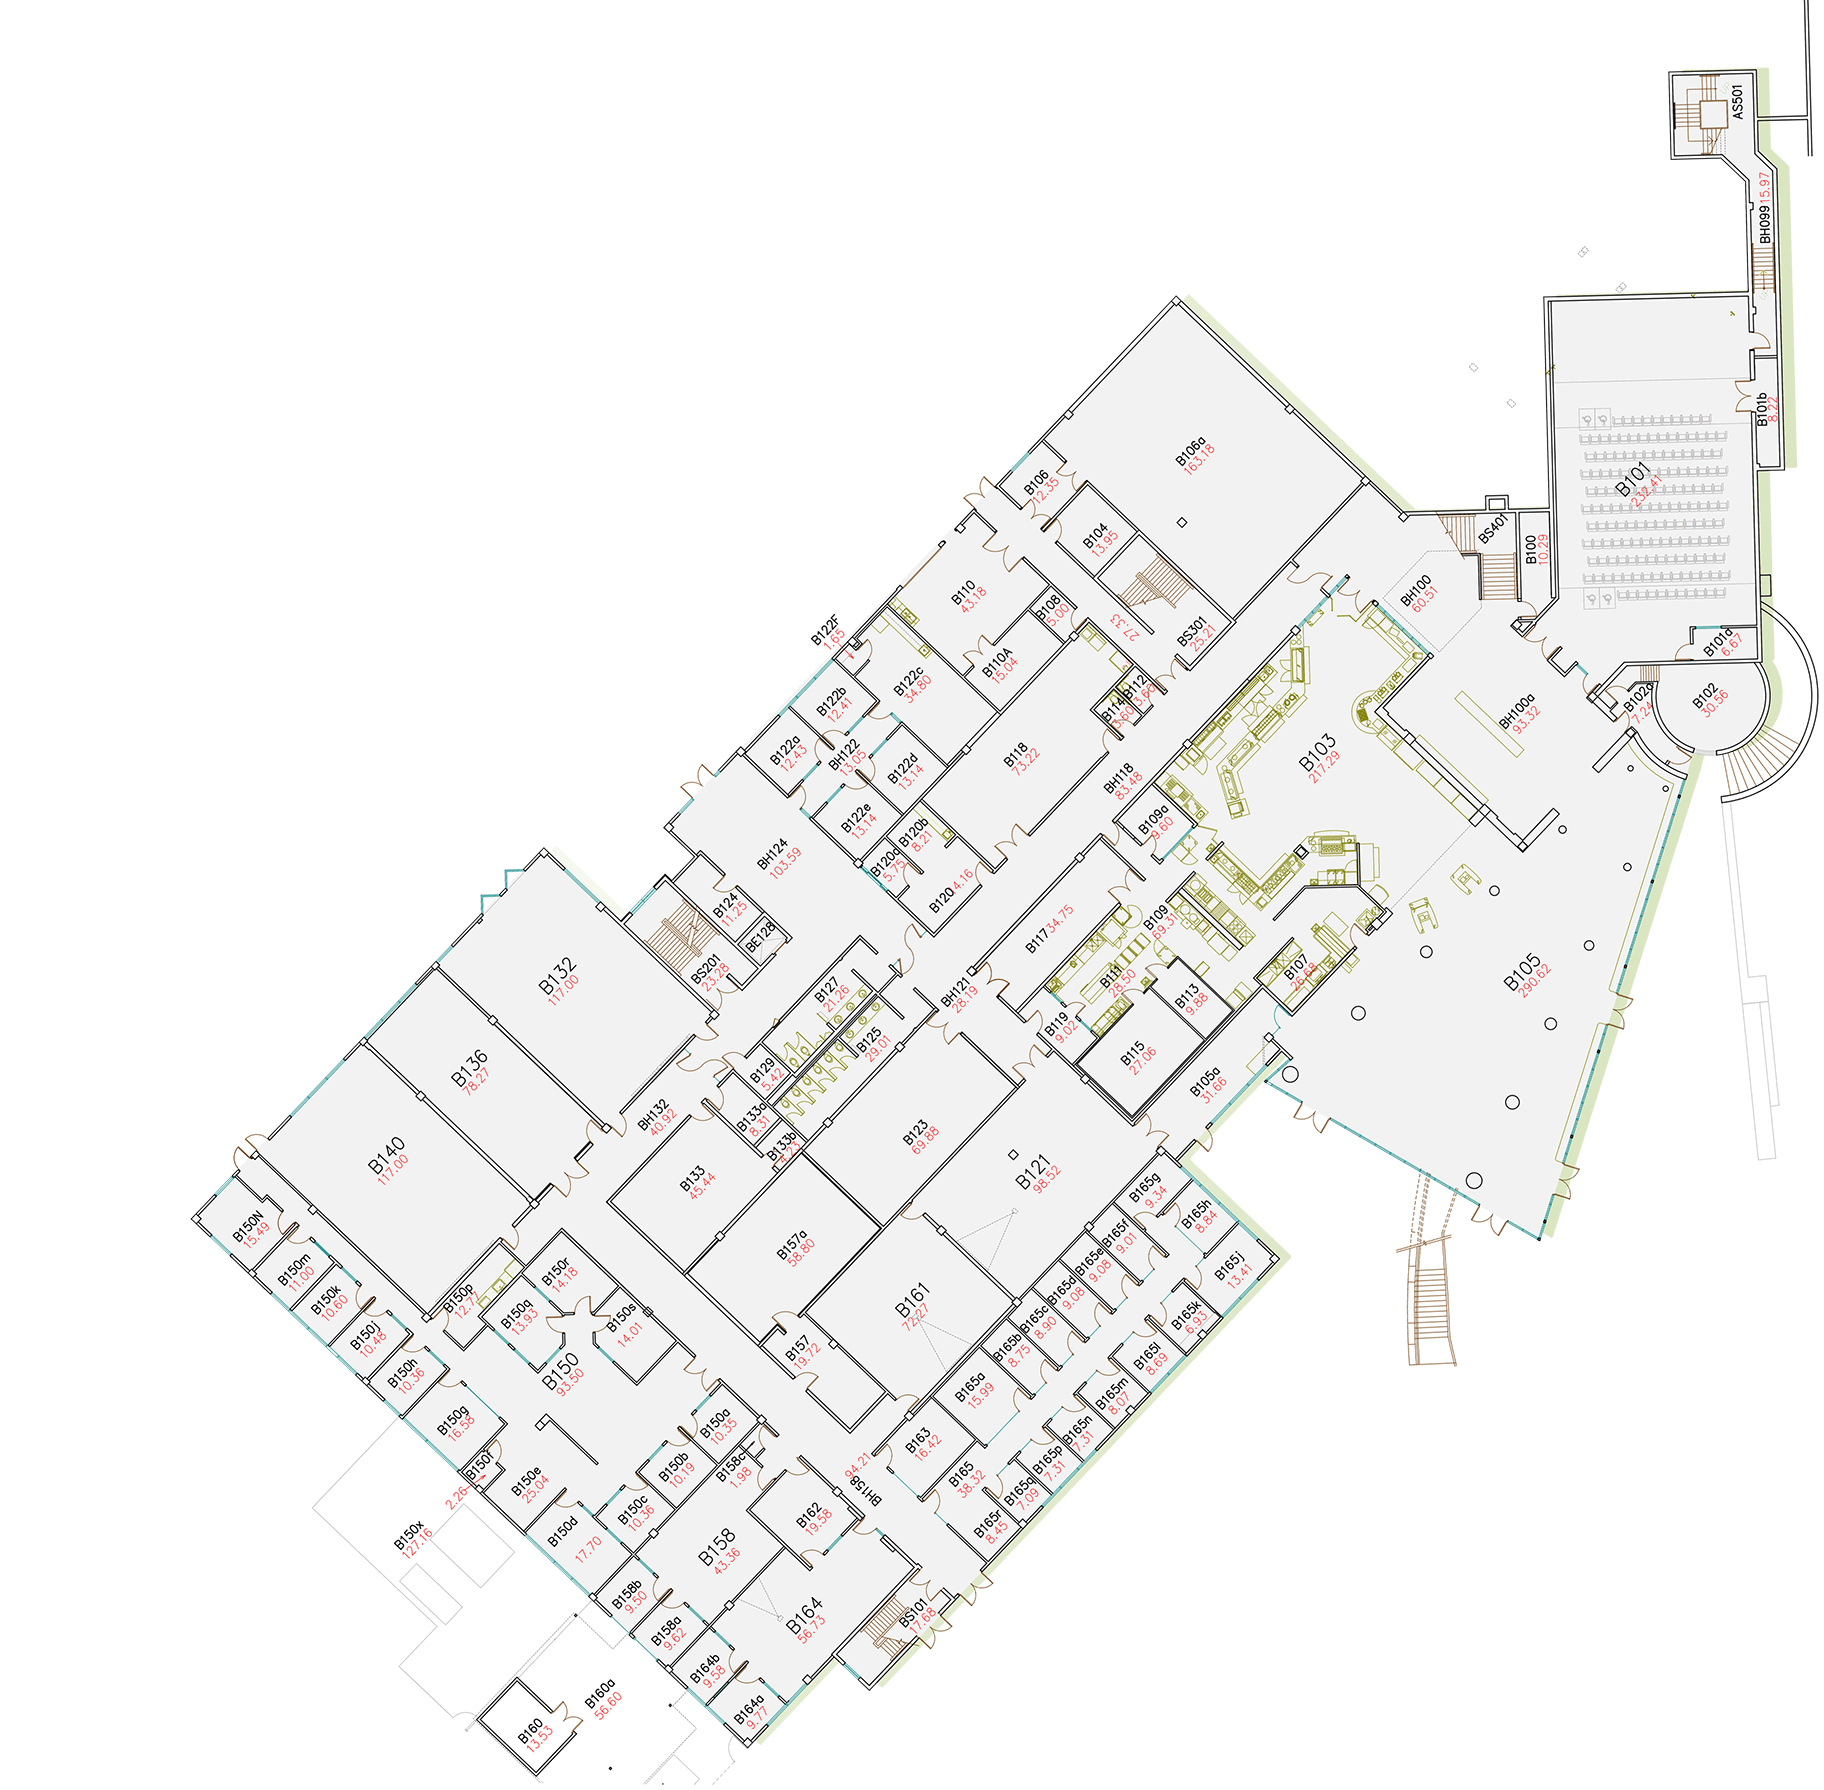 AS501
BH099
15.97
B101b
8.22
B101
232.41
B106a
163.18
B106
12.35
B104
13.95
BS401
B100
10.29
BH100
60.51
B110
43.18
B108
5.00
27.33
BS301
25.21
B122F
1.65
B110A
15.04
B122c
34.80
B101d
6.67
B102
30.56
B102a
7.24
B112
3.66
B114
3.60
B122b
12.41
BH100a
93.32
B122a
12.43
BH122
13.05
B122d
13.14
B118
73.22
B103
217.29
BH118
83.48
B122e
13.14
B109a
9.60
B120b
8.21
B120c
5.75
BH124
103.59
B120
14.16
B124
11.25
BE128
B117
34.75
B109
69.31
B132
117.00
BS201
23.28
B127
21.26
BH121
28.19
B111
28.50
B107
26.68
B105
290.62
B113
9.88
B119
9.02
B125
29.01
B115
27.06
B136
78.27
B129
5.42
B105a
31.66
BH132
40.92
B133a
8.31
B133b
4.23
B123
69.88
B140
117.00
B133
45.44
B121
98.52
B165g
9.34
B165h
8.84
B150N
15.49
B157a
58.80
B165f
9.01
B165e
9.08
B165j
13.41
B150m
11.00
B150r
14.18
B165d
9.08
B150k
10.60
B150p
12.77
B150q
13.93
B150s
14.01
B161
72.27
B165c
8.90
B165k
6.93
B150j
10.48
B157
19.72
B165b
8.75
B165l
8.69
B150h
10.36
B150
93.50
B165a
15.99
B165m
8.07
B150g
16.58
B150a
10.35
B163
16.42
B165n
7.31
B150f
2.26
B150b
10.19
B158c
1.98
94.21
BH158
B165
38.32
B165p
7.31
B150e
25.04
B150c
10.36
B165q
7.09
B150x
127.16
B150d
17.70
B162
19.58
B165r
8.45
B158
43.36
B158b
9.50
B164
56.73
BS101
17.68
B158a
9.62
B164b
9.58
B160a
56.60
B164a
9.77
B160
13.53